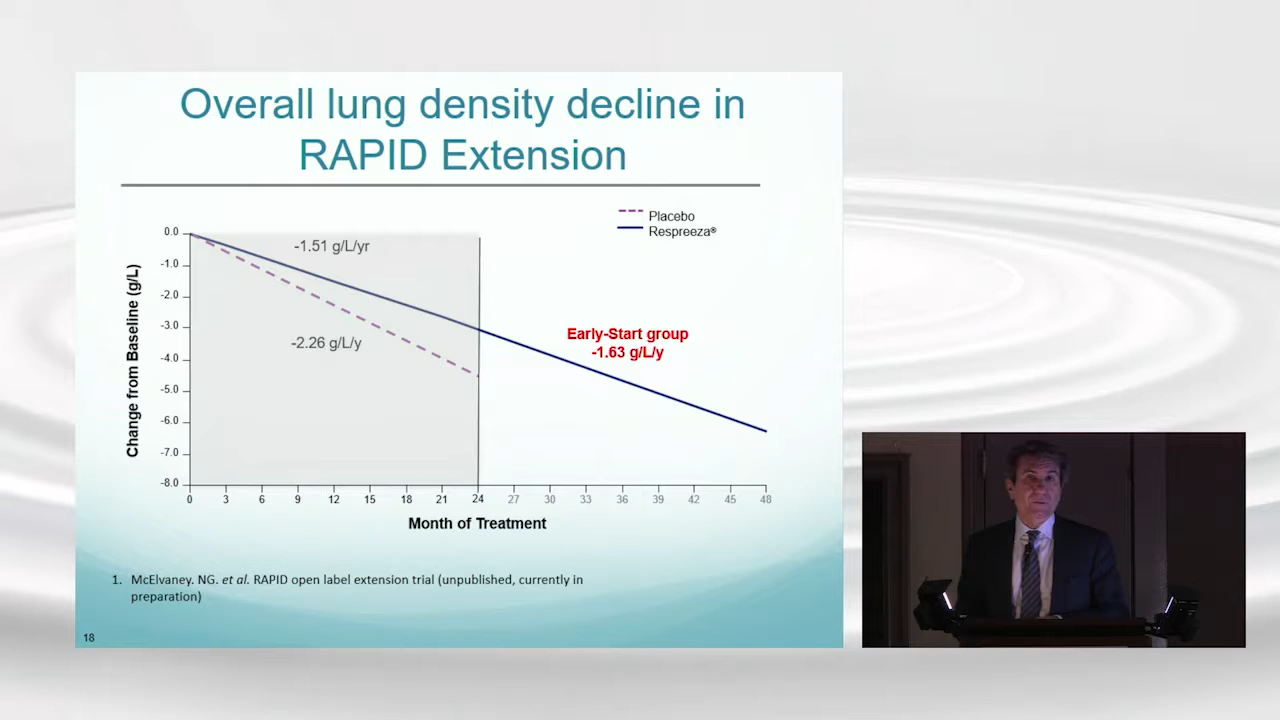 Overall lung density decline in
RAPID Extension
Placebo
Respreeza®
0.0
-1.0
-2.0
-3.0
-4.0
-5.0
-6.0
-7.0
-8.0
Change from Baseline (g/L)
-1.51 g/L/yr
-2.26 g/L/y
Early-Start group
-1.63 g/L/y
0 3 6 9 12 15 18 21 24 27 30 33 36 39 42 45 48
Month of Treatment
1. McElvaney. NG. et al. RAPID open label extension trial (unpublished, currently in
preparation)
18